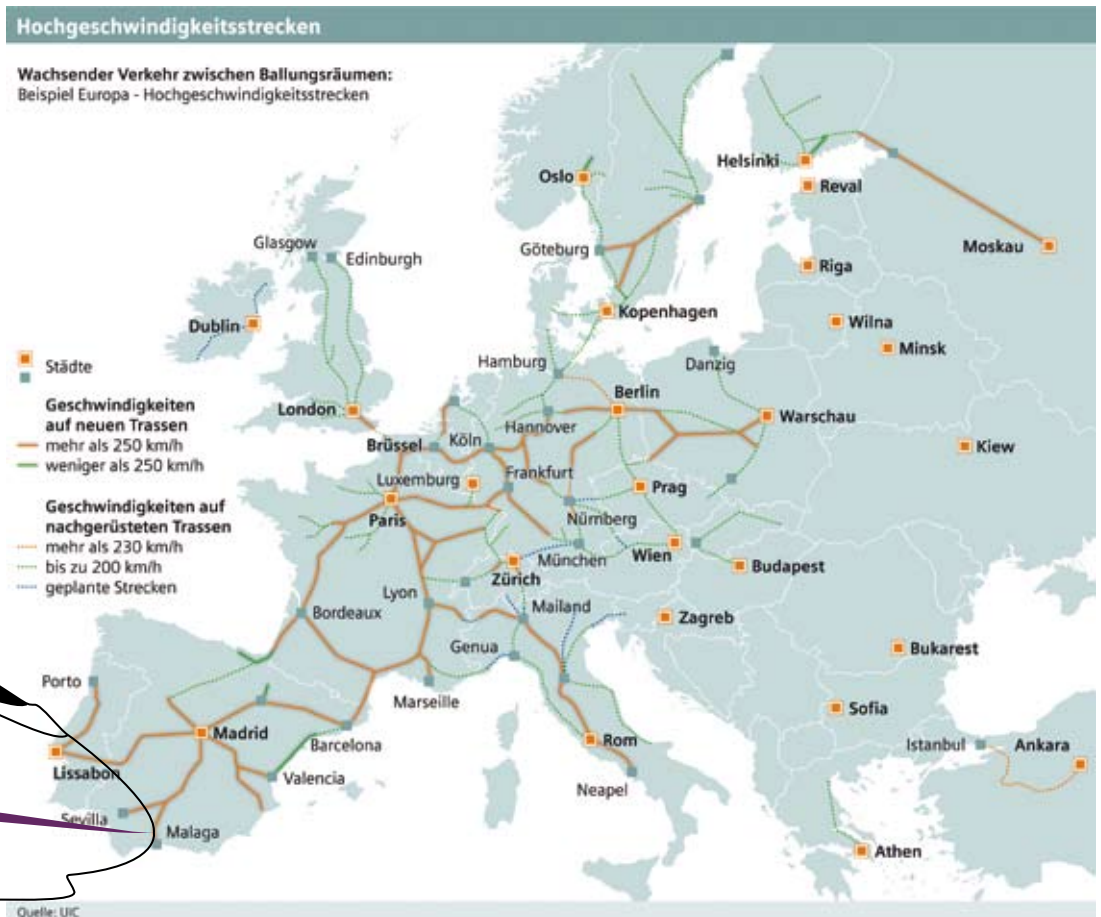 Hochgeschwindigkeitsstrecken
Wachsender Verkehr zwischen Ballungsräumen:
Beispiel Europa - Hochgeschwindigkeitsstrecken
Helsinki
Oslo
Reval
Moskau
Glasgow
Edinburgh
Göteburg
Riga
Dublin
Kopenhagen
Wilna
Minsk
Hamburg
Danzig
Städte
Berlin
London
Warschau
Geschwindigkeiten
auf neuen Trassen
mehr als 250 km/h
weniger als 250 km/h
Brüssel
Köln
Hannover
Kiew
Luxemburg
Frankfurt
Prag
Paris
Nürnberg
Geschwindigkeiten auf
nachgerüsteten Trassen
mehr als 230 km/h
bis zu 200 km/h
geplante Strecken
Zürich
München
Wien
Budapest
Lyon
Bordeaux
Mailand
Zagreb
Genua
Bukarest
Porto
Marseille
Madrid
Sofia
Barcelona
Rom
Istanbul
Ankara
Lissabon
Valencia
Neapel
Sevilla
Malaga
Athen
Quelle: UIC